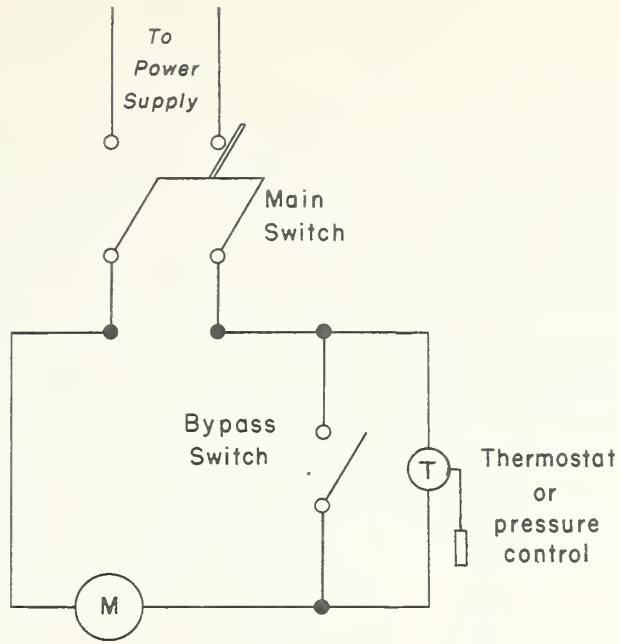 To
Power
Supply
Main
Switch
Bypass
Switch
T
Thermostat
or
pressure
control
M